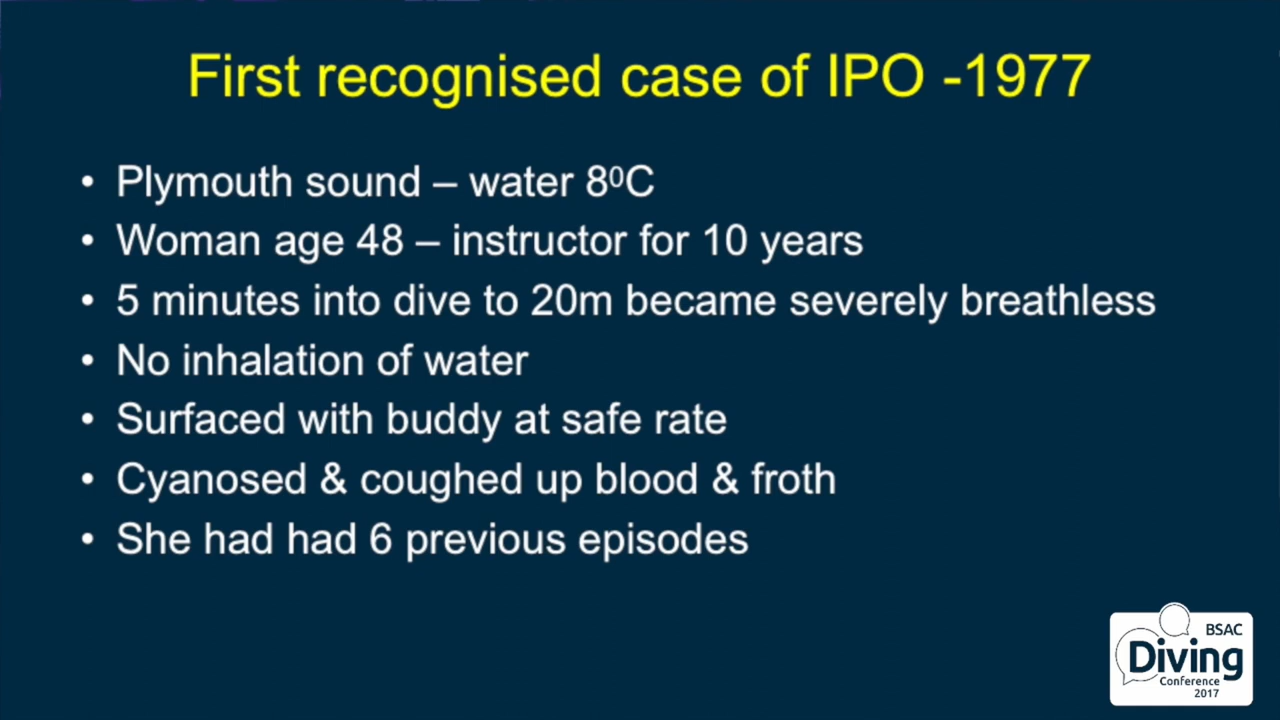 First recognised case of IPO -1977
• Plymouth sound – water 8⁰C
• Woman age 48 – instructor for 10 years
• 5 minutes into dive to 20m became severely breathless
• No inhalation of water
• Surfaced with buddy at safe rate
• Cyanosed & coughed up blood & froth
• She had had 6 previous episodes
BSAC
Diving
Conference
2017